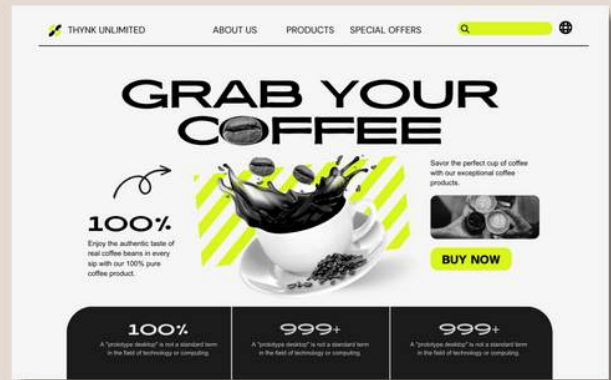 THYNK UNLIMITED
ABOUT US
PRODUCTS
SPECIAL OFFERS
GRAB YOUR
COFFEE
100%
Enjoy the authentic taste of
real coffee beans in every
sip with our 100% pure
coffee product.
Savor the perfect cup of coffee
with our exceptional coffee
products.
BUY NOW
100%
A "prototype desktop" is not a standard term
in the field of technology or computing.
999+
A "prototype desktop" is not a standard term
in the field of technology or computing.
999+
A "prototype desktop" is not a standard term
in the field of technology or computing.